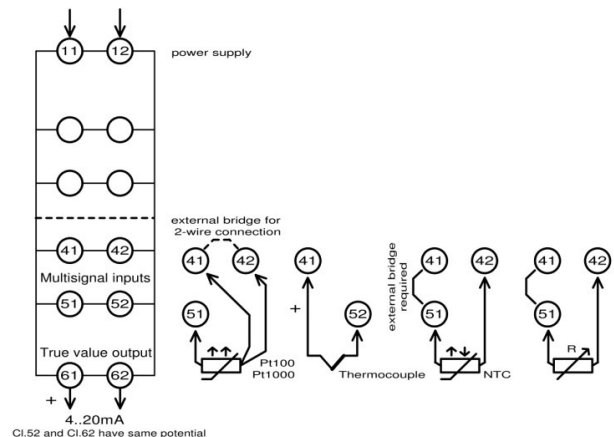 11 12
power supply
external bridge for
2-wire connection
41 42 41 42 41 41 42 41 42
Multisignal inputs
51 52 51 52 51 51
+
external bridge
required
R
True value output
Pt100
Pt1000
Thermocouple
NTC
61 62
+
4..20mA
Cl.52 and Cl.62 have same potential